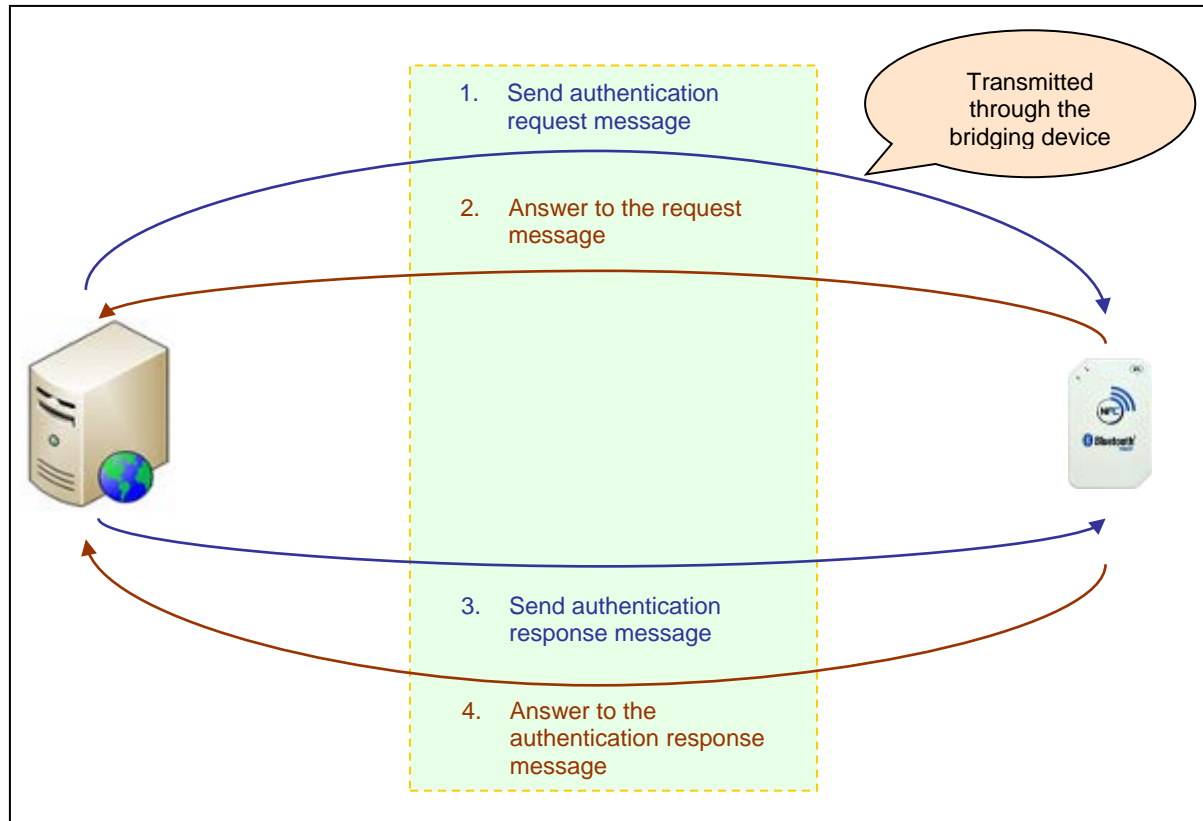 Transmitted
through the
bridging device
1. Send authentication
request message
2. Answer to the request
message
NFC
Bluetooth
3. Send authentication
response message
4. Answer to the
authentication response
message